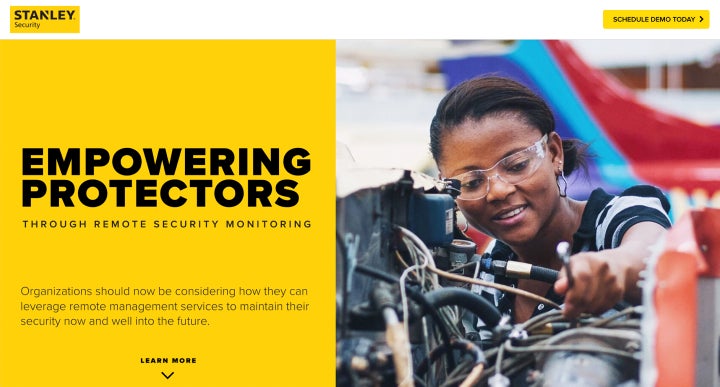 STANLEY
Security
SCHEDULE DEMO TODAY
EMPOWERING
PROTECTORS
THROUGH REMOTE SECURITY MONITORING
Organizations should now be considering how they can
leverage remote management services to maintain their
security now and well into the future.
LEARN MORE